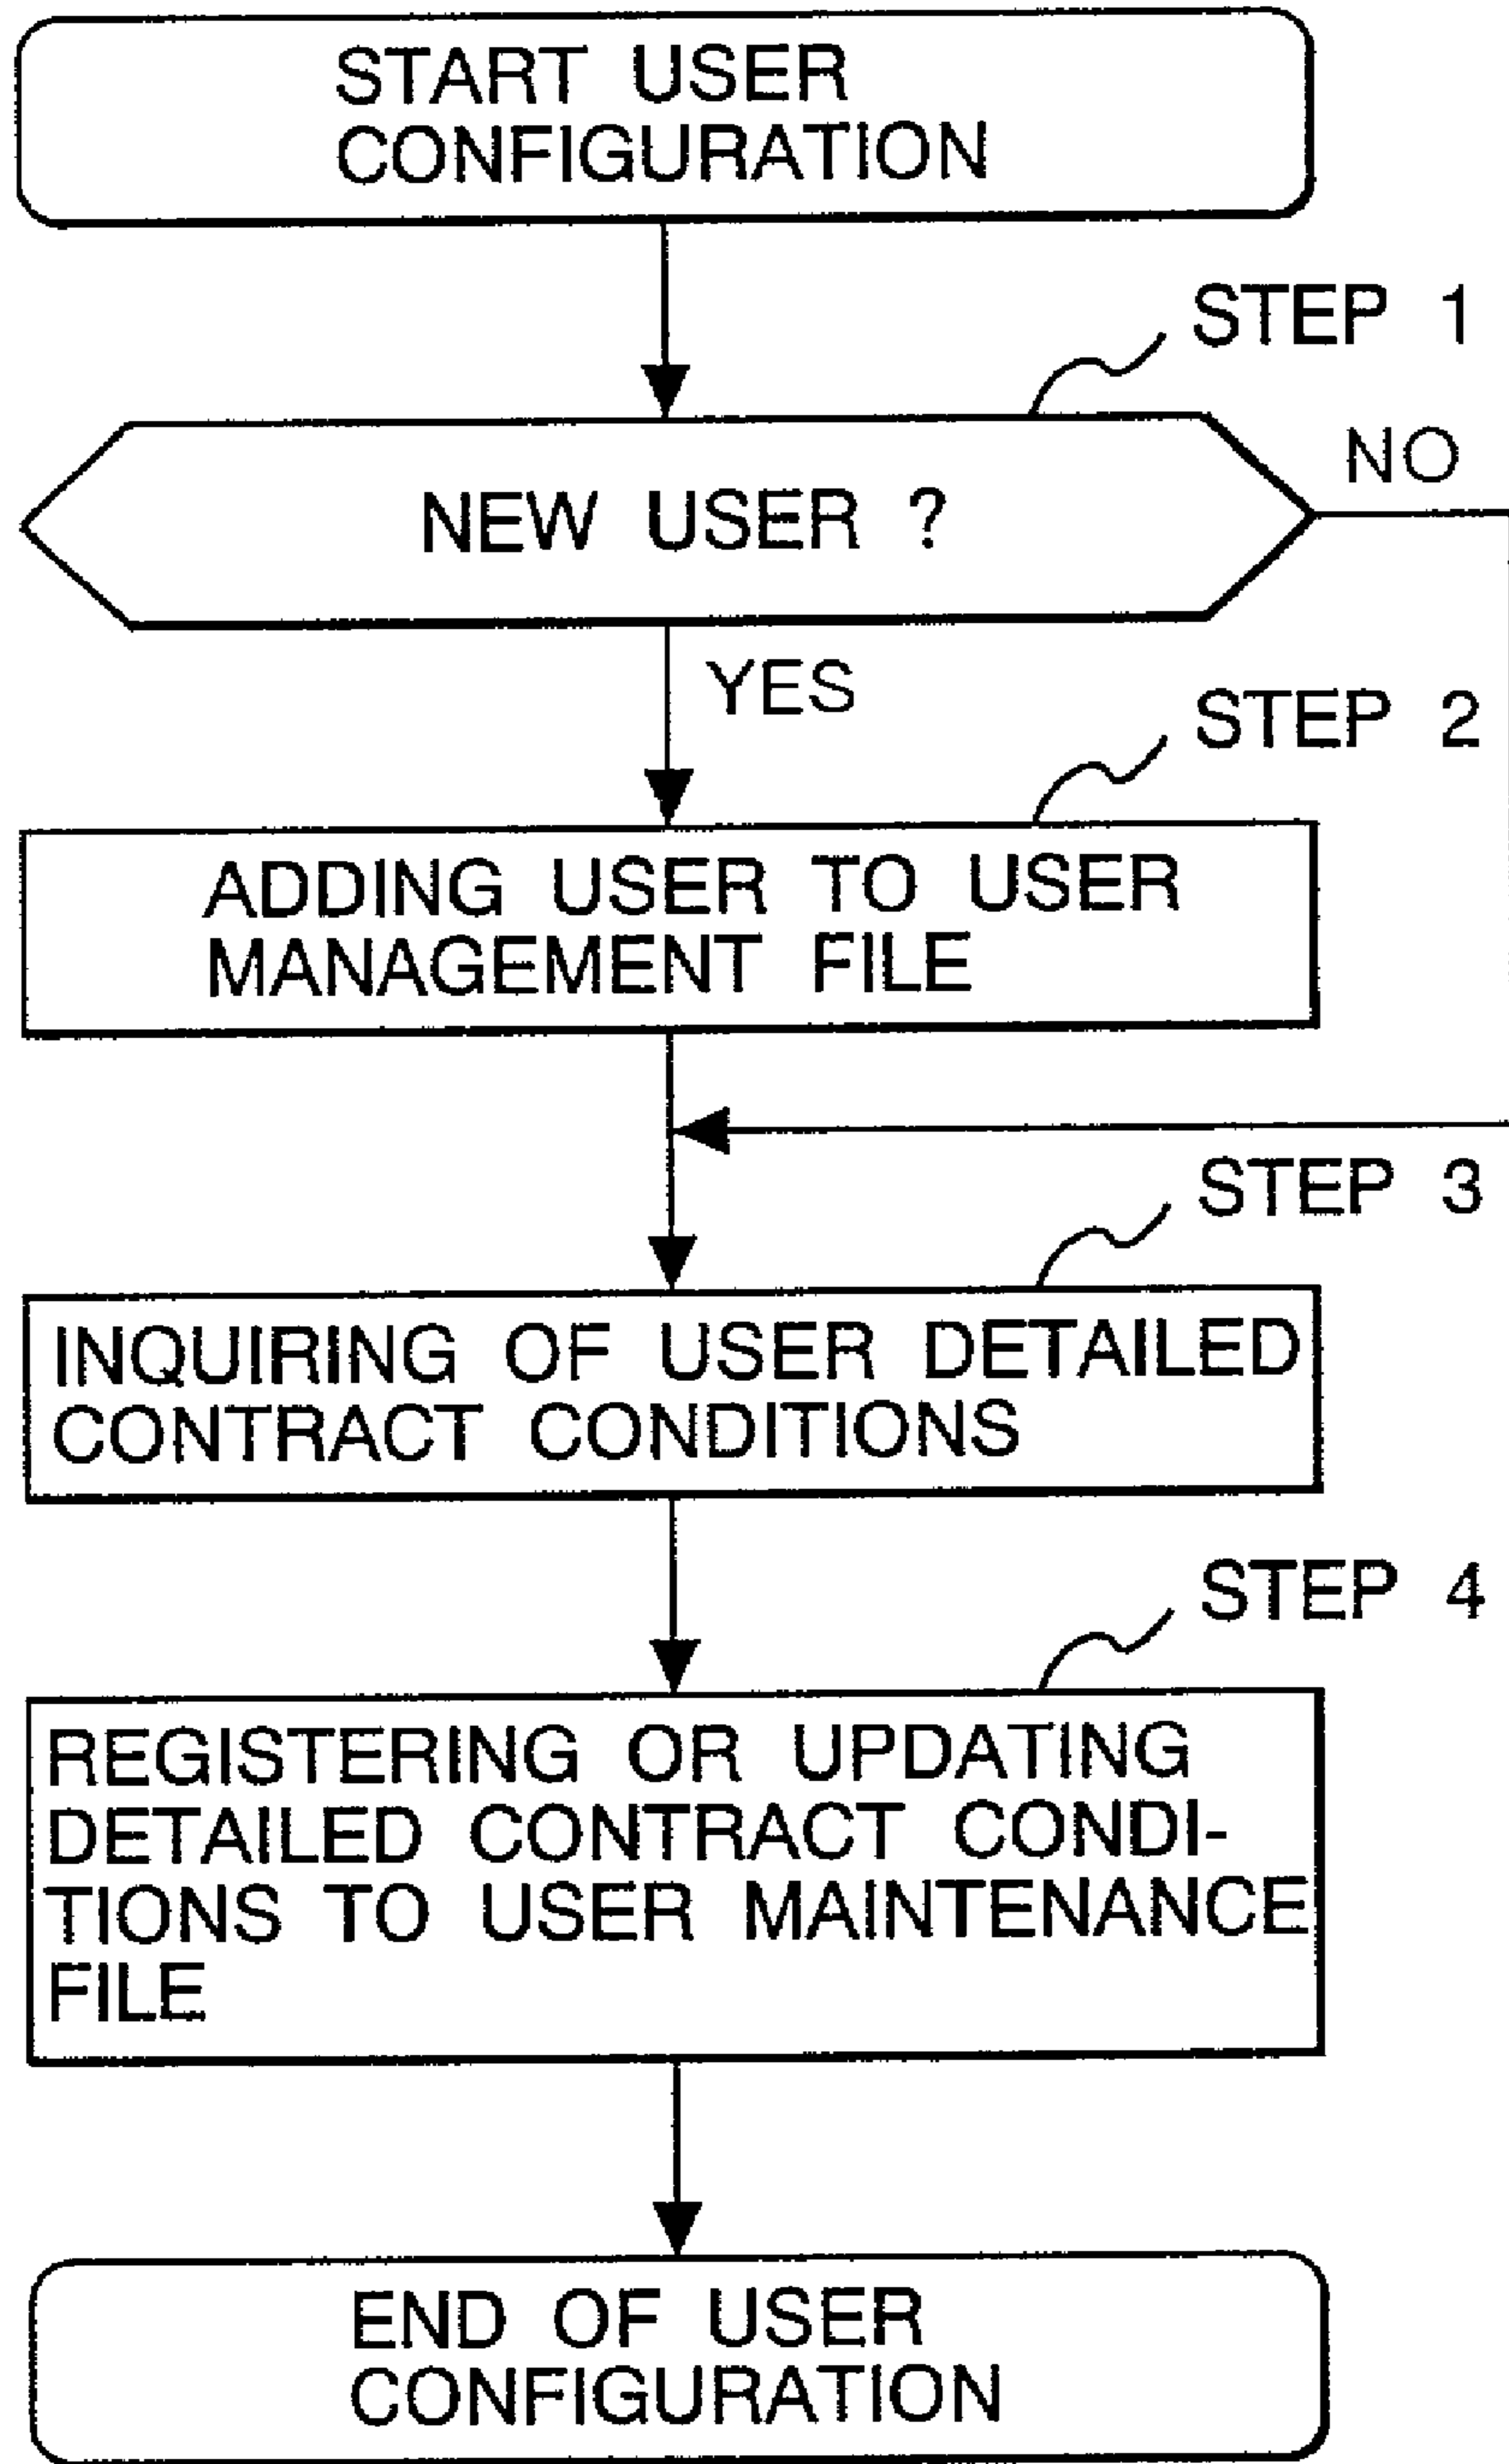 START USER
CONFIGURATION
STEP 1
NO
NEW USER ?
YES
STEP 2
ADDING USER TO USER
MANAGEMENT FILE
STEP 3
INQUIRING OF USER DETAILED
CONTRACT CONDITIONS
STEP 4
REGISTERING OR UPDATING
DETAILED CONTRACT CONDI-
TIONS TO USER MAINTENANCE
FILE
END OF USER
CONFIGURATION